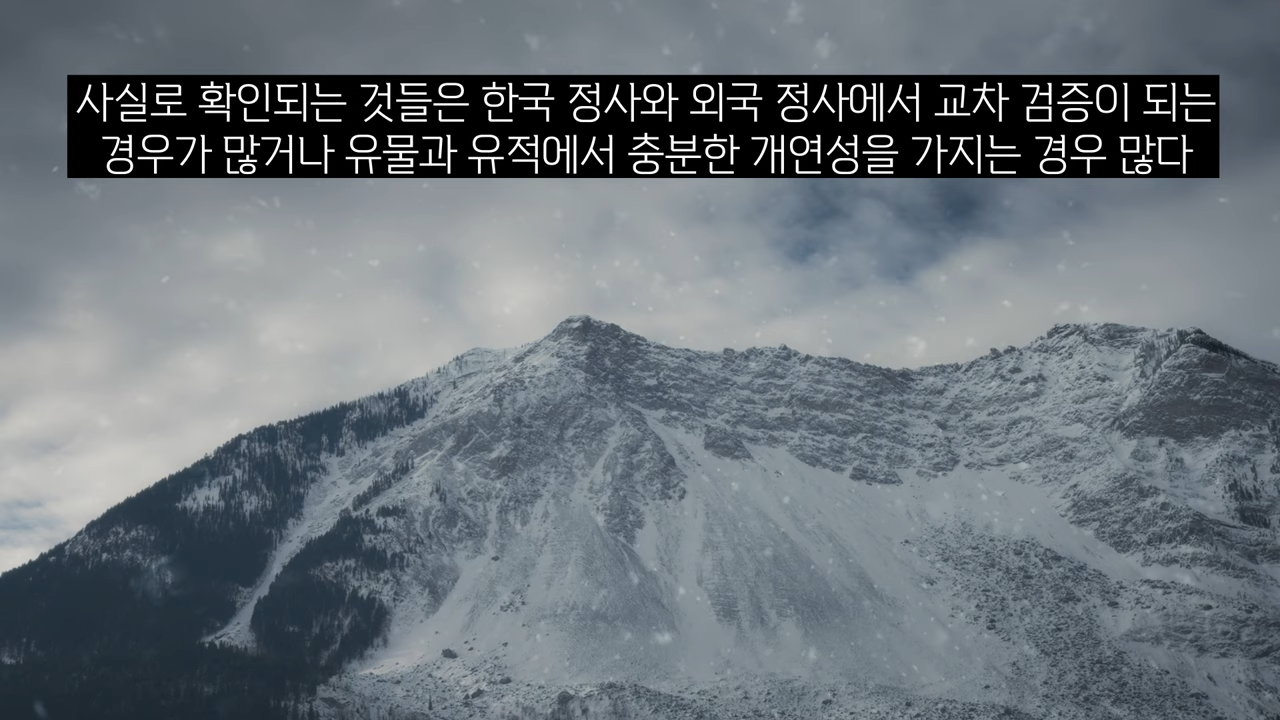 사실로 확인되는 것들은 한국 정사와 외국 정사에서 교차 검증이 되는
경우가 많거나 유물과 유적에서 충분한 개연성을 가지는 경우 많다